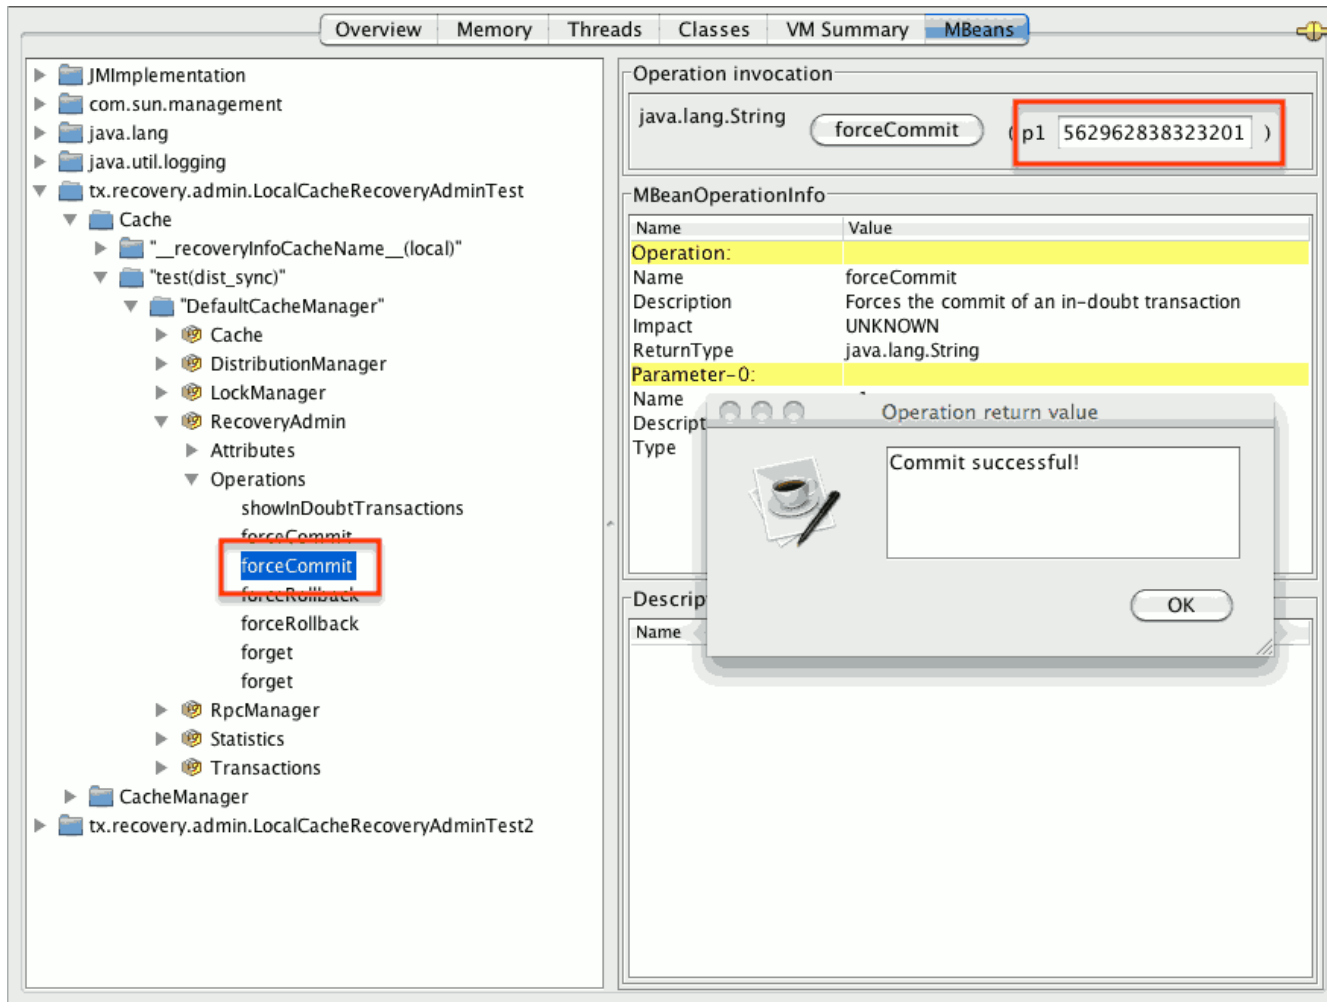 Overview Memory Threads Classes VM Summary MBeans
JMImplementation
com.sun.management
java.lang
java.util.logging
tx.recovery.admin.LocalCacheRecoveryAdminTest
Cache
"__recoveryInfoCacheName__(local)"
"test(dist_sync)"
"DefaultCacheManager"
Cache
DistributionManager
LockManager
RecoveryAdmin
Attributes
Operations
showInDoubtTransactions
forceCommit
forceCommit
forceRollback
forceRollback
forget
forget
RpcManager
Statistics
Transactions
CacheManager
tx.recovery.admin.LocalCacheRecoveryAdminTest2
Operation invocation
java.lang.String forceCommit ( p1 562962838323201 )
MBeanOperationInfo
Name Value
Operation:
Name forceCommit
Description Forces the commit of an in-doubt transaction
Impact UNKNOWN
ReturnType java.lang.String
Parameter-0:
Name
Descript
Type
Operation return value
Commit successful!
OK
Descrip
Name